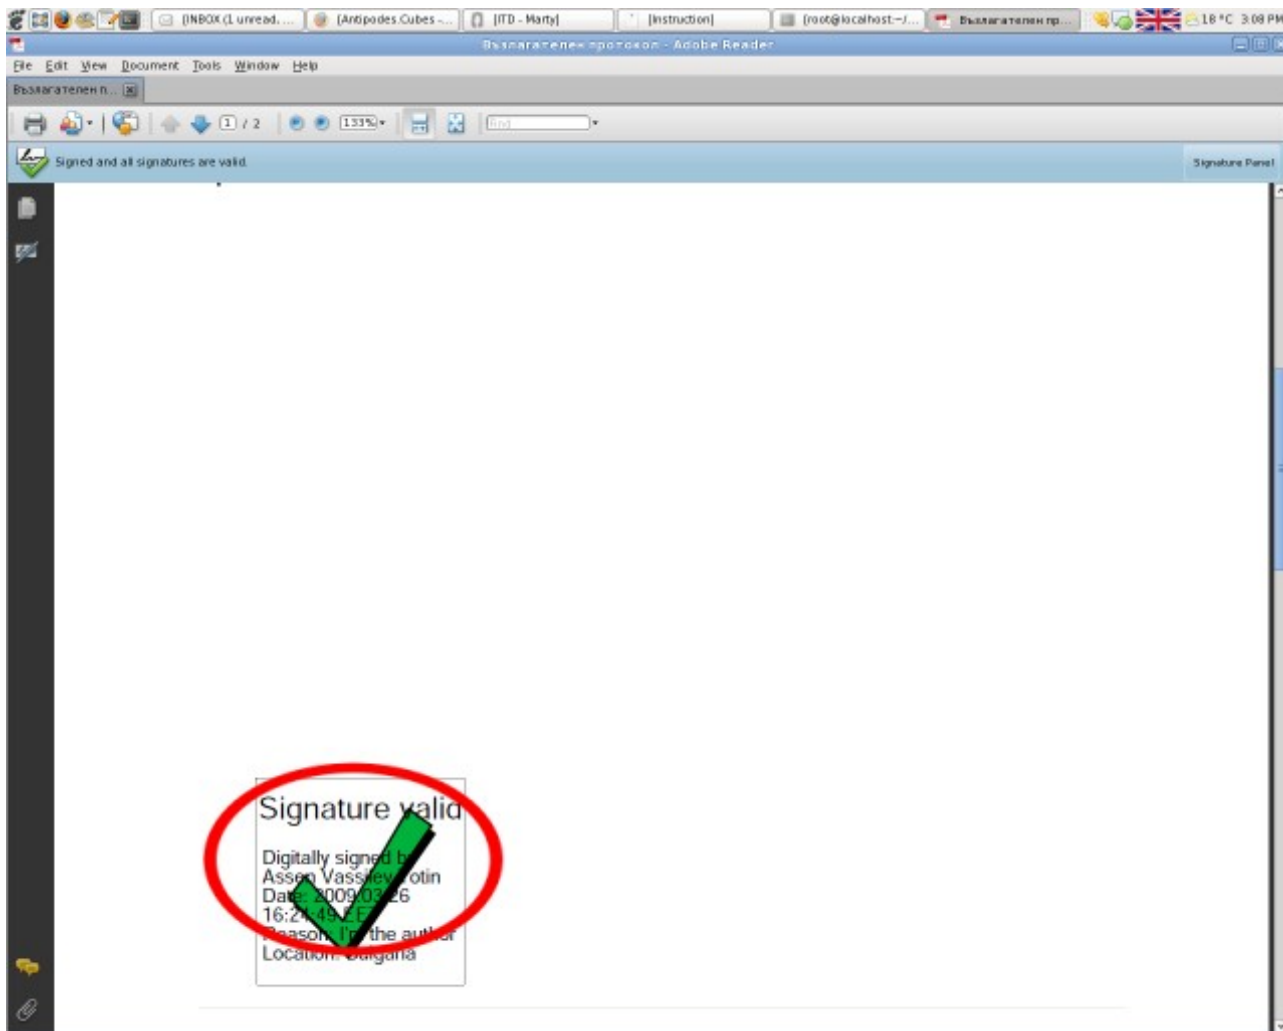 (INBOX (1 unread, ... (Antipodes.Cubes -... [ITD - Marty] [Instruction] (root@localhost:~/... Възлагателен пр... 18 °C 3:08 PM
Възлагателен протокол - Adobe Reader
File Edit View Document Tools Window Help
Възлагателен п...
1 / 2 133% Find
Signed and all signatures are valid. Signature Panel
Signature valid
Digitally signed by
Assen Vassilev Totin
Date: 2009.03.26
16:24:49 EET
Reason: I'm the author
Location: Bulgaria